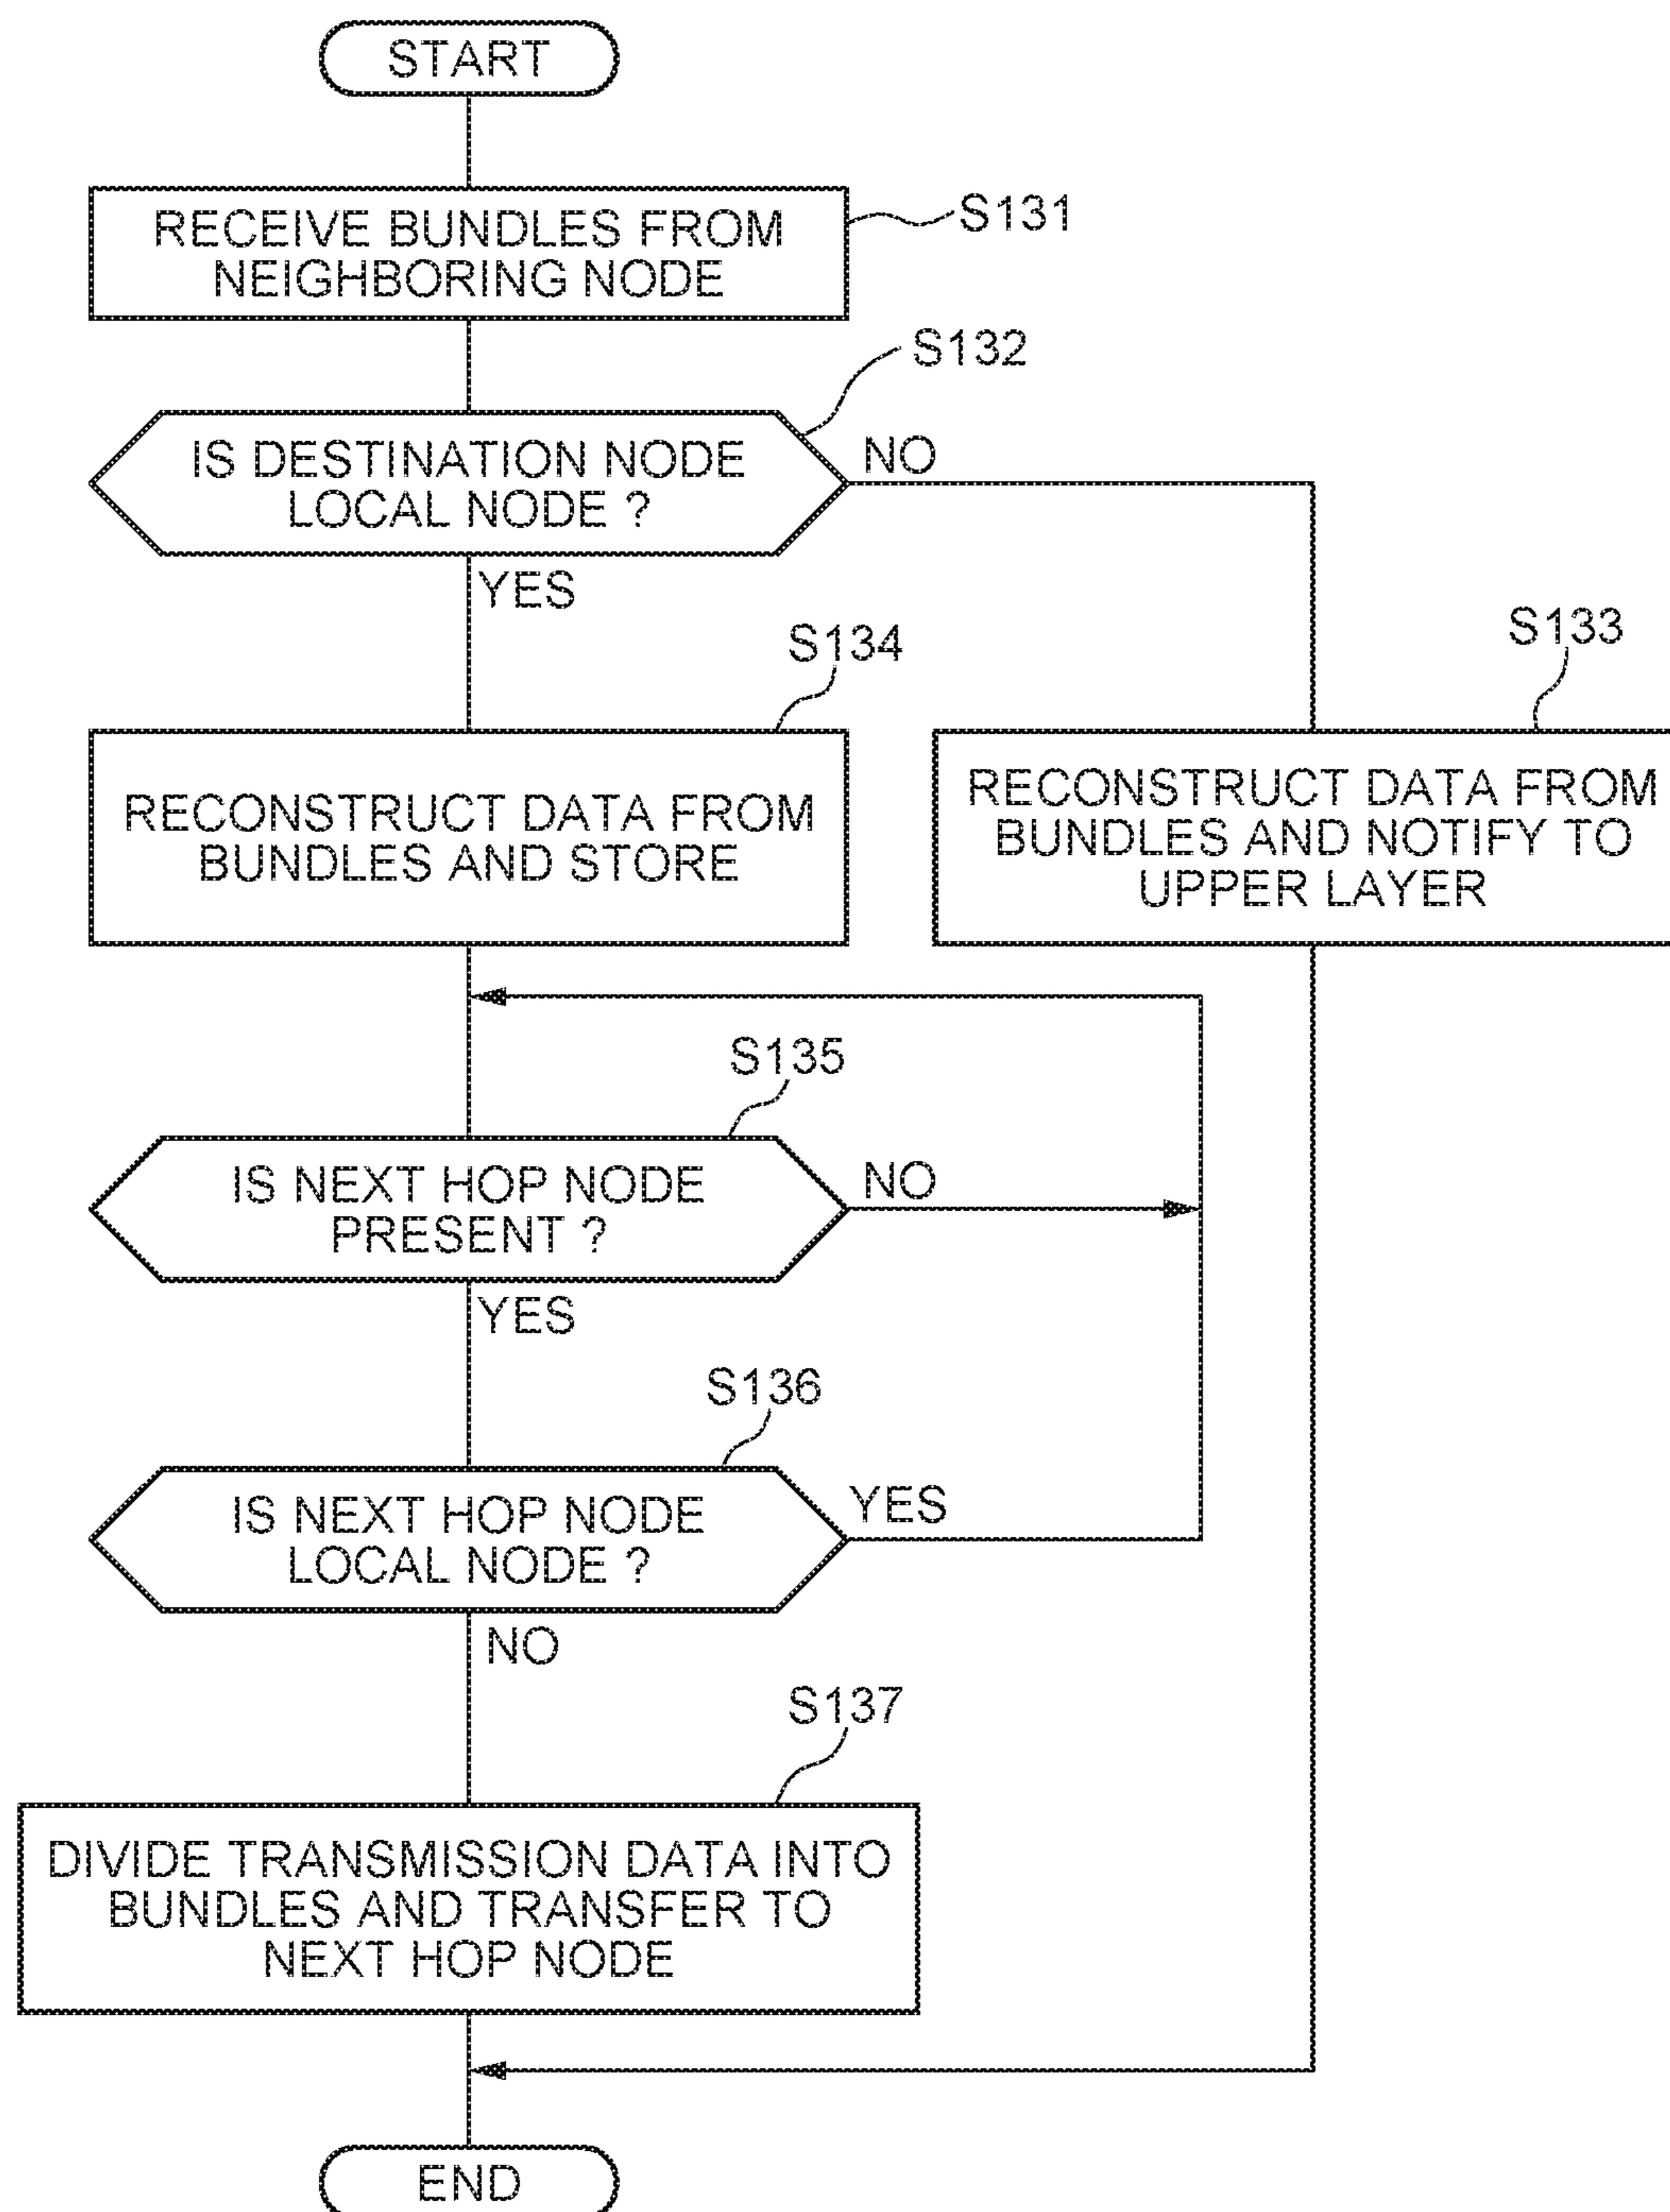 START
RECEIVE BUNDLES FROM
NEIGHBORING NODE
S131
S132
IS DESTINATION NODE
LOCAL NODE ?
NO
YES
S134
S133
RECONSTRUCT DATA FROM
BUNDLES AND STORE
RECONSTRUCT DATA FROM
BUNDLES AND NOTIFY TO
UPPER LAYER
S135
IS NEXT HOP NODE
PRESENT ?
NO
YES
S136
IS NEXT HOP NODE
LOCAL NODE ?
YES
NO
S137
DIVIDE TRANSMISSION DATA INTO
BUNDLES AND TRANSFER TO
NEXT HOP NODE
END